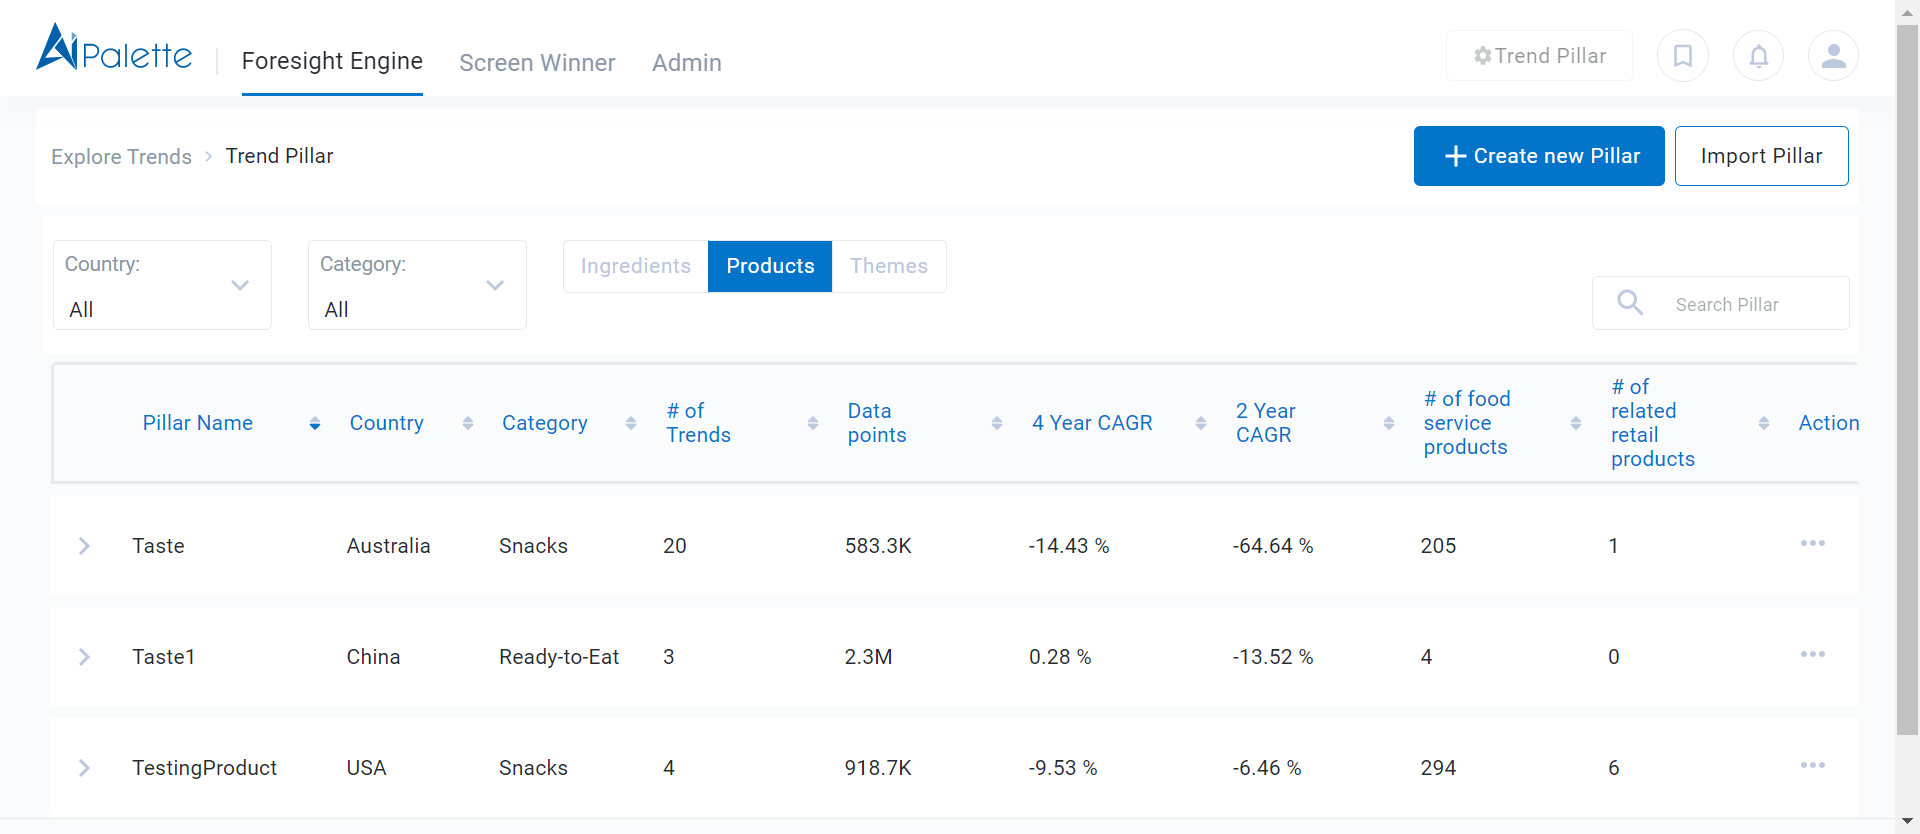 AiPalette
Foresight Engine
Screen Winner
Admin
Trend Pillar
Explore Trends > Trend Pillar
+ Create new Pillar
Import Pillar
Country:
All
Category:
All
Ingredients
Products
Themes
Search Pillar
Pillar Name
Country
Category
# of
Trends
Data
points
4 Year CAGR
2 Year
CAGR
# of food
service
products
# of
related
retail
products
Action
Taste Australia Snacks 20 583.3K -14.43 % -64.64 % 205 1 •••
Taste1 China Ready-to-Eat 3 2.3M 0.28 % -13.52 % 4 0 •••
TestingProduct USA Snacks 4 918.7K -9.53 % -6.46 % 294 6 •••